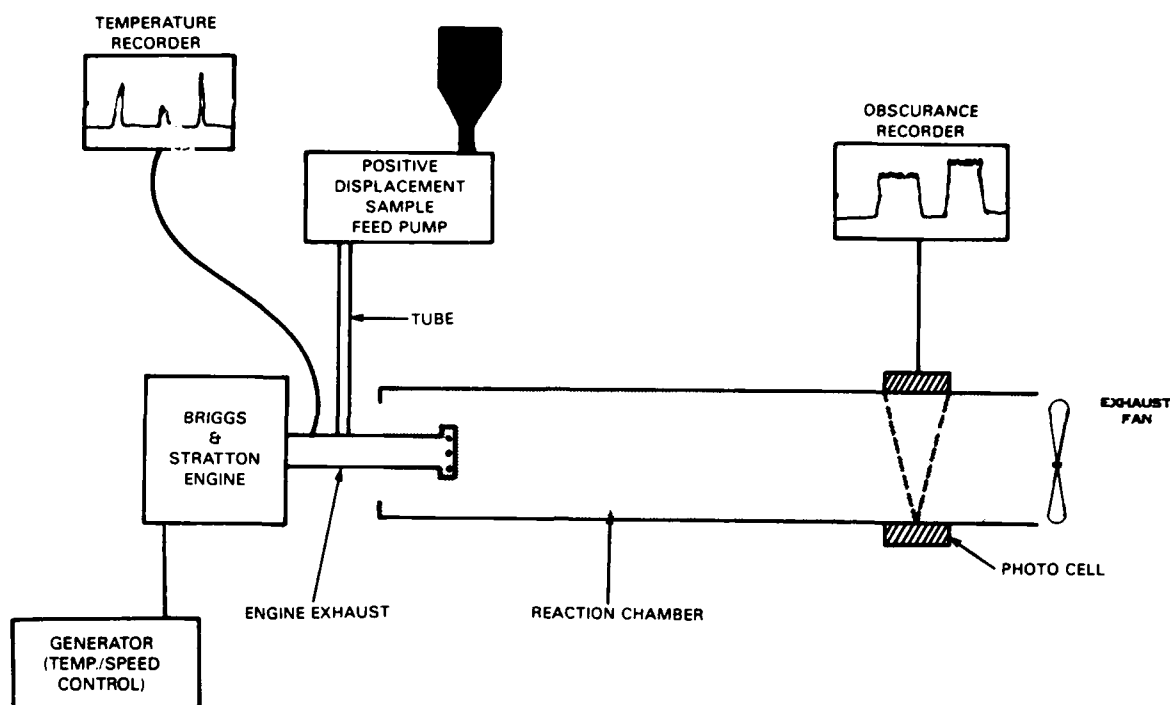 TEMPERATURE
RECORDER
OBSCURANCE
RECORDER
POSITIVE
DISPLACEMENT
SAMPLE
FEED PUMP
TUBE
BRIGGS
&
STRATTON
ENGINE
EXHAUST
FAN
PHOTO CELL
ENGINE EXHAUST
REACTION CHAMBER
GENERATOR
(TEMP./SPEED
CONTROL)